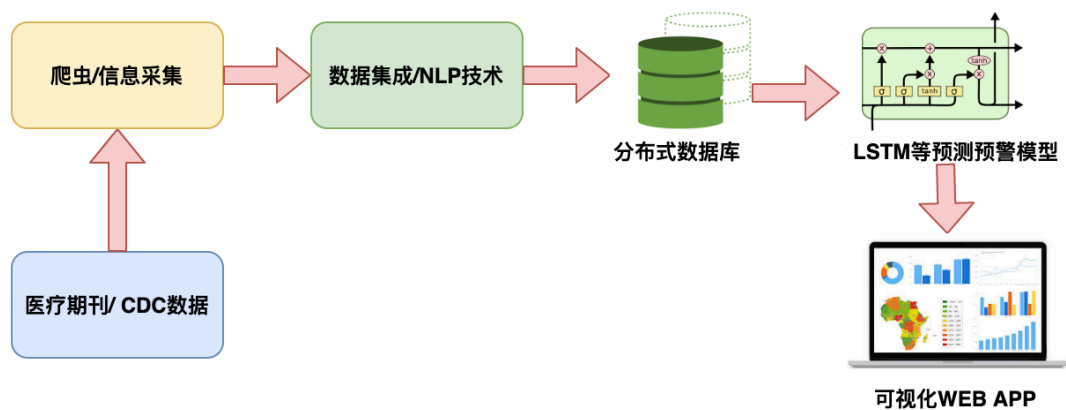 爬虫/信息采集
数据集成/NLP技术
分布式数据库
x
+
tanh
x
x
σ
σ
tanh
σ
LSTM等预测预警模型
医疗期刊/ CDC数据
可视化WEB APP